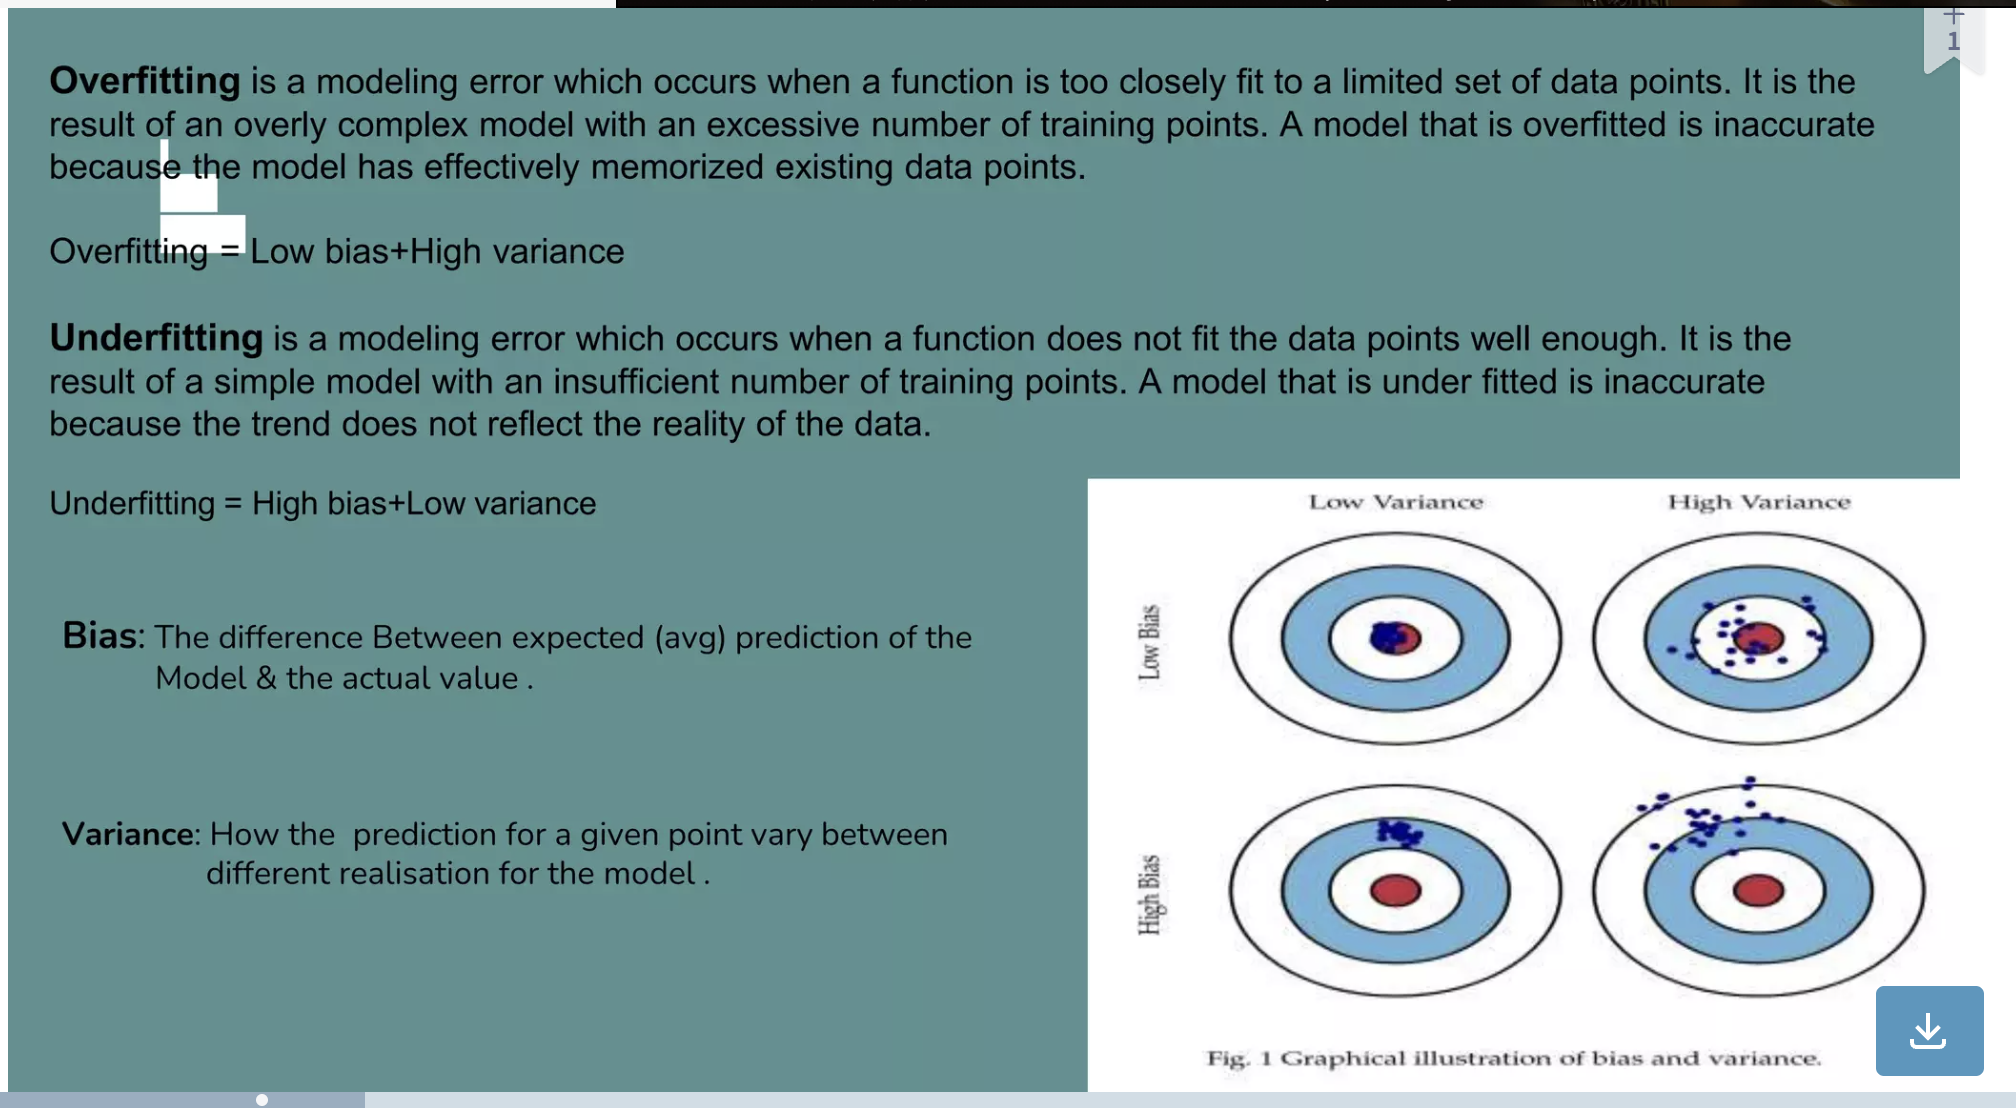 1
Overfitting is a modeling error which occurs when a function is too closely fit to a limited set of data points. It is the
result of an overly complex model with an excessive number of training points. A model that is overfitted is inaccurate
because the model has effectively memorized existing data points.
Overfitting = Low bias+High variance
Underfitting is a modeling error which occurs when a function does not fit the data points well enough. It is the
result of a simple model with an insufficient number of training points. A model that is under fitted is inaccurate
because the trend does not reflect the reality of the data.
Underfitting = High bias+Low variance
Bias: The difference Between expected (avg) prediction of the
Model & the actual value .
Variance: How the prediction for a given point vary between
different realisation for the model .
Low Variance
High Variance
Low Bias
High Bias
Fig. 1 Graphical illustration of bias and variance.